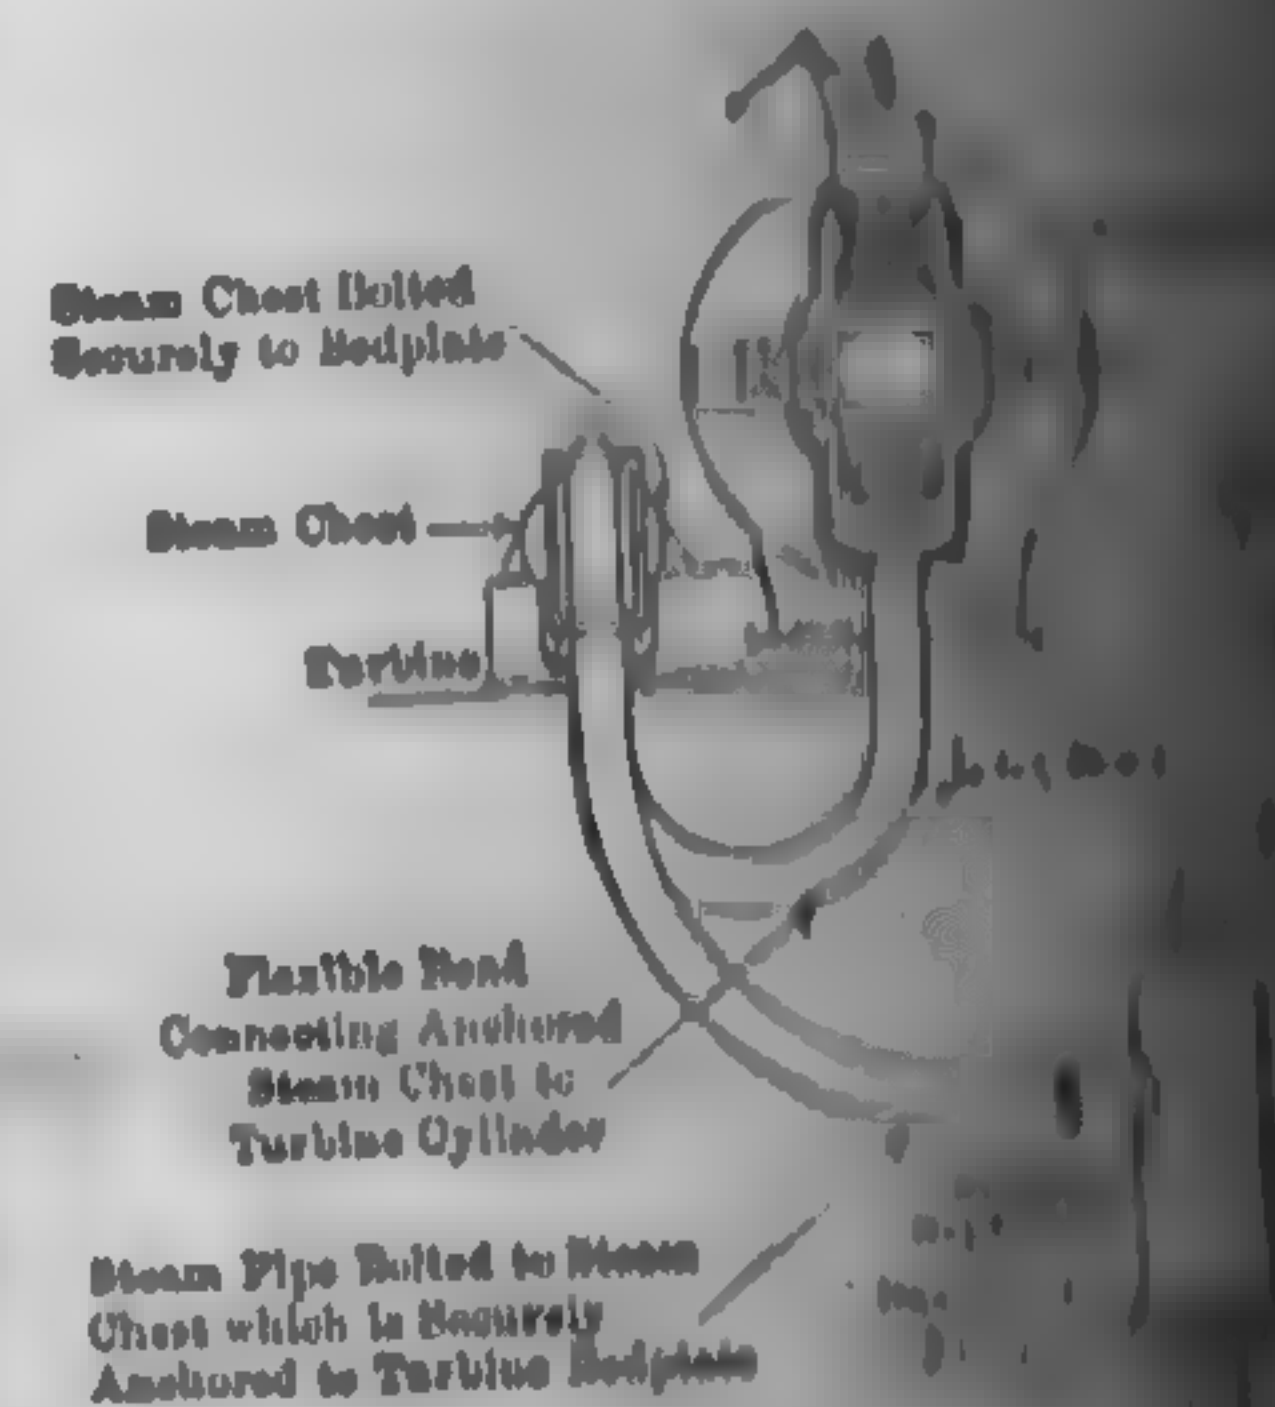 Steam Chest Bolted
Securely to Bedplate
Steam Chest
Turbine
Flexible Bend
Connecting Anchored
Steam Chest to
Turbine Cylinder
Steam Pipe Bolted to Steam
Chest which is Securely
Anchored to Turbine Bedplate